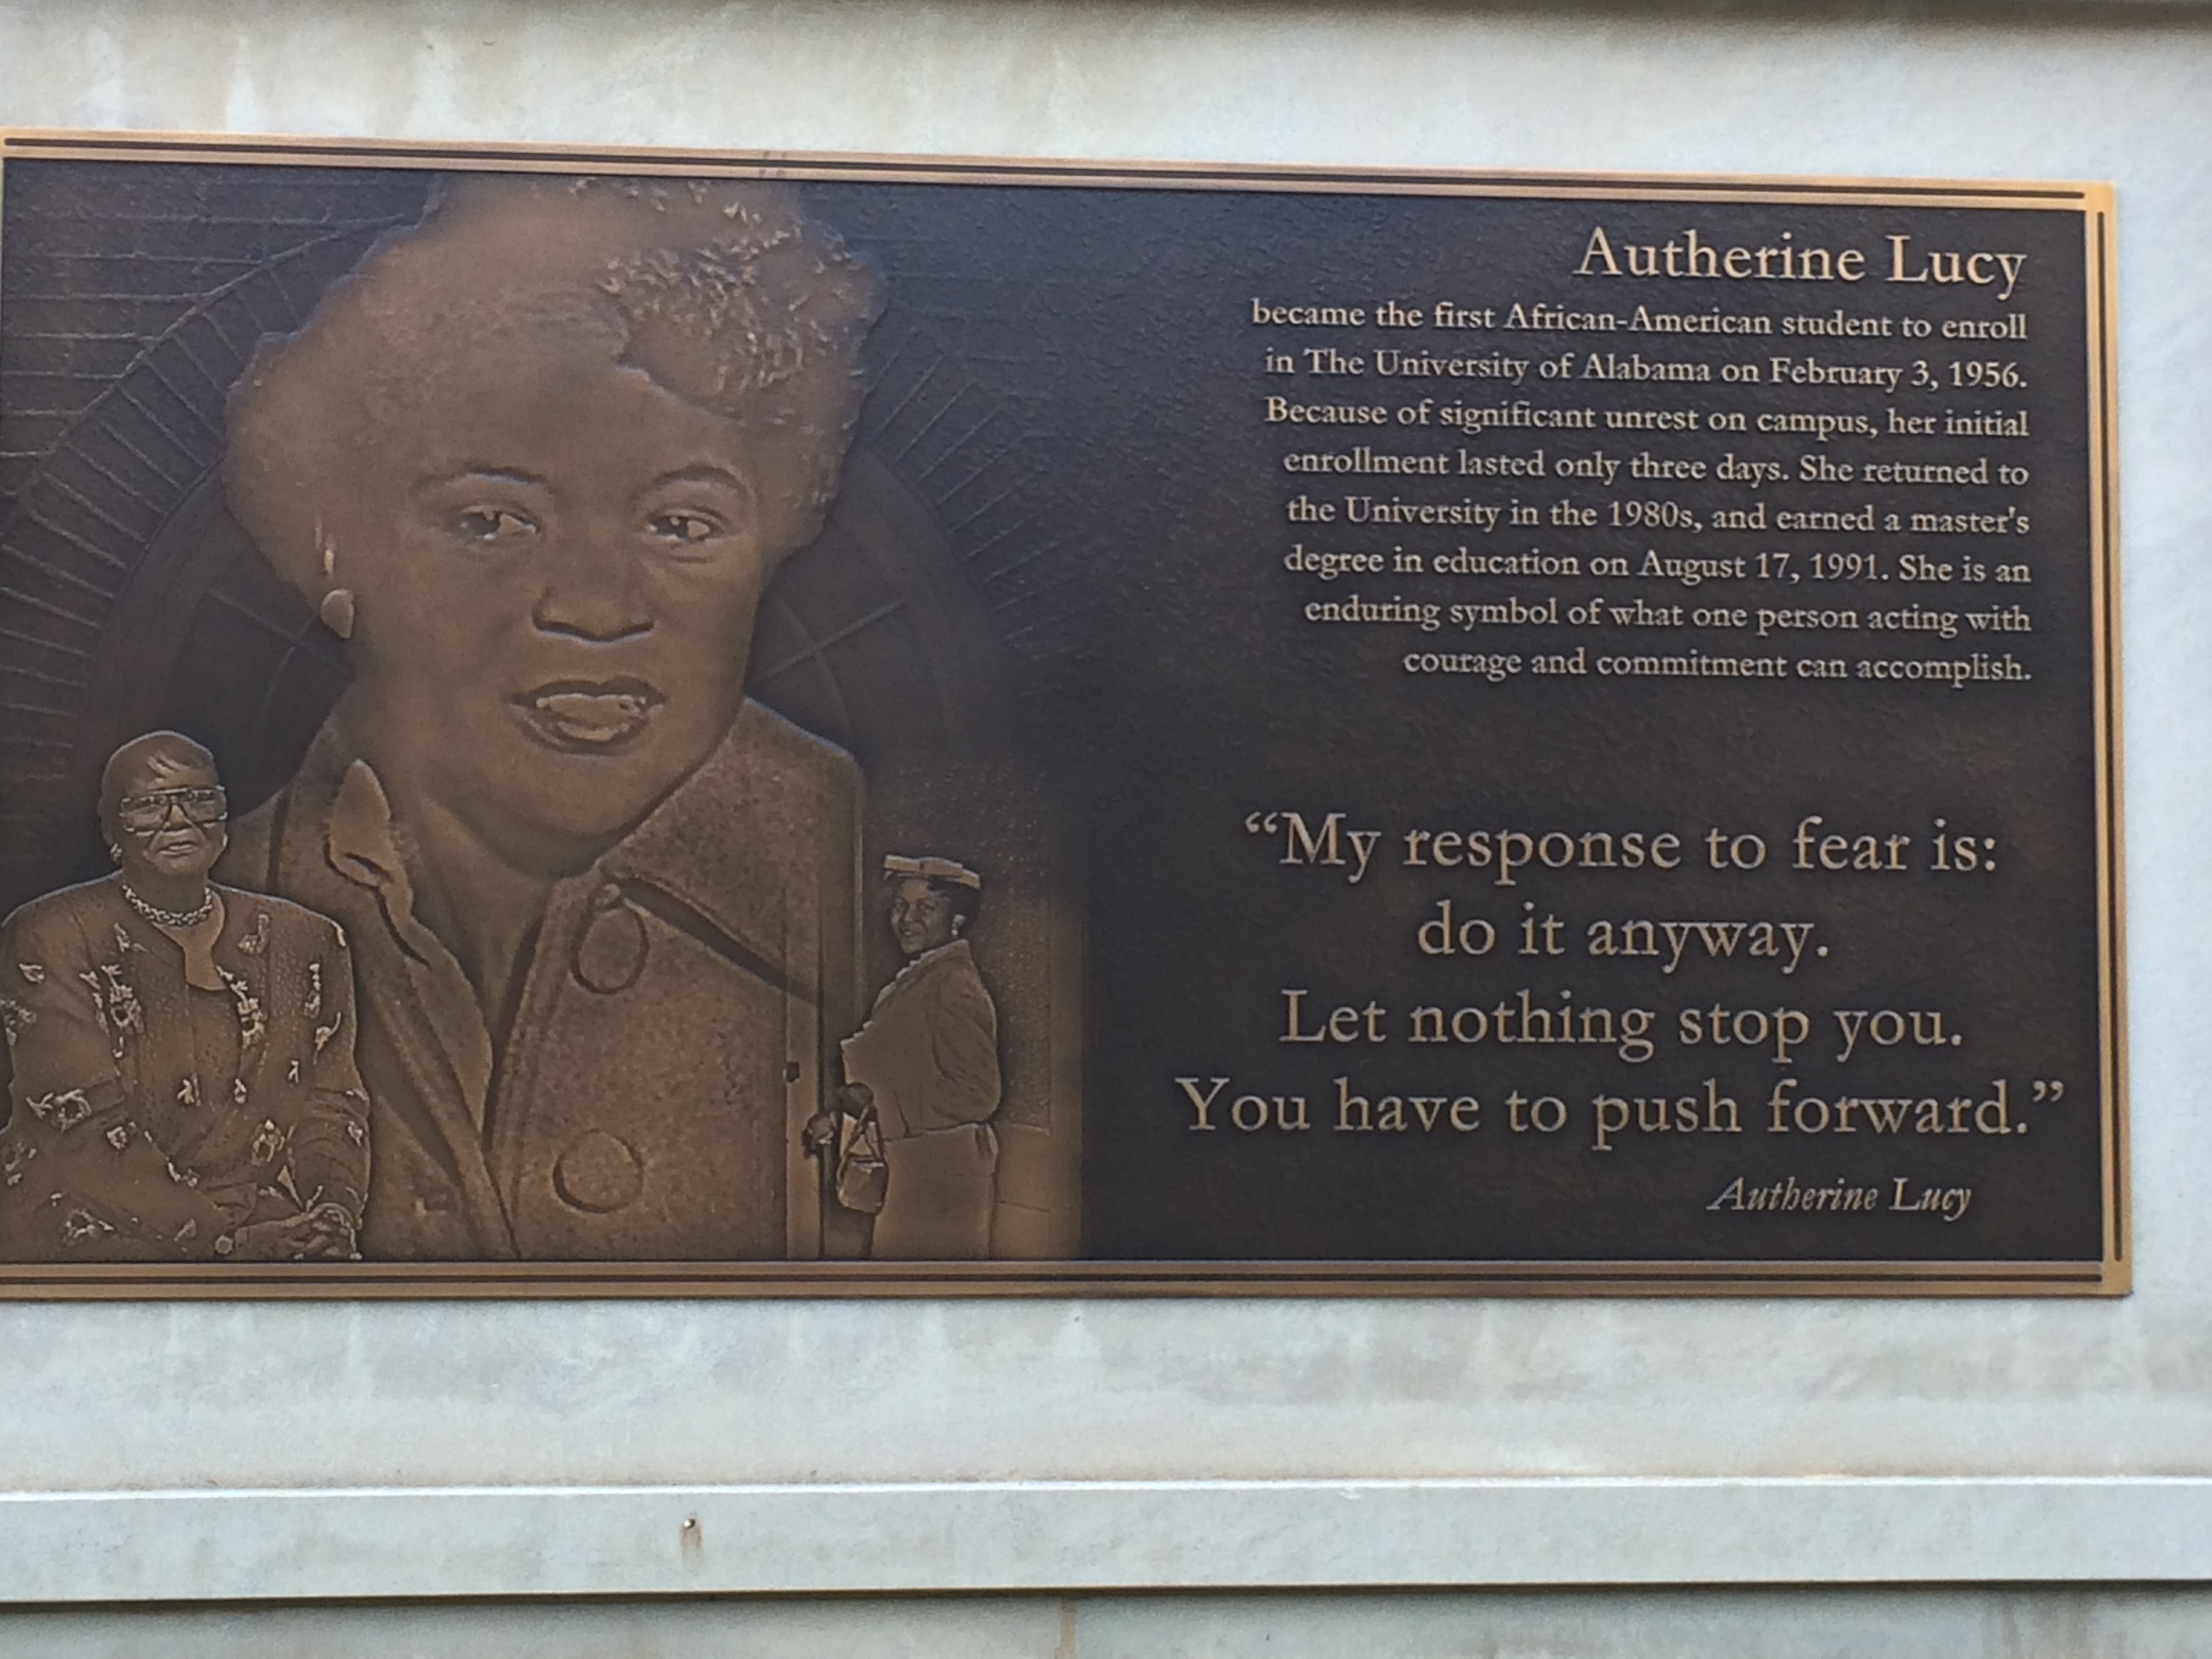 Autherine Lucy
became the first African-American student to enroll
in The University of Alabama on February 3, 1956.
Because of significant unrest on campus, her initial
enrollment lasted only three days. She returned to
the University in the 1980s, and earned a master's
degree in education on August 17, 1991. She is an
enduring symbol of what one person acting with
courage and commitment can accomplish.
“My response to fear is:
do it anyway.
Let nothing stop you.
You have to push forward.”
Autherine Lucy